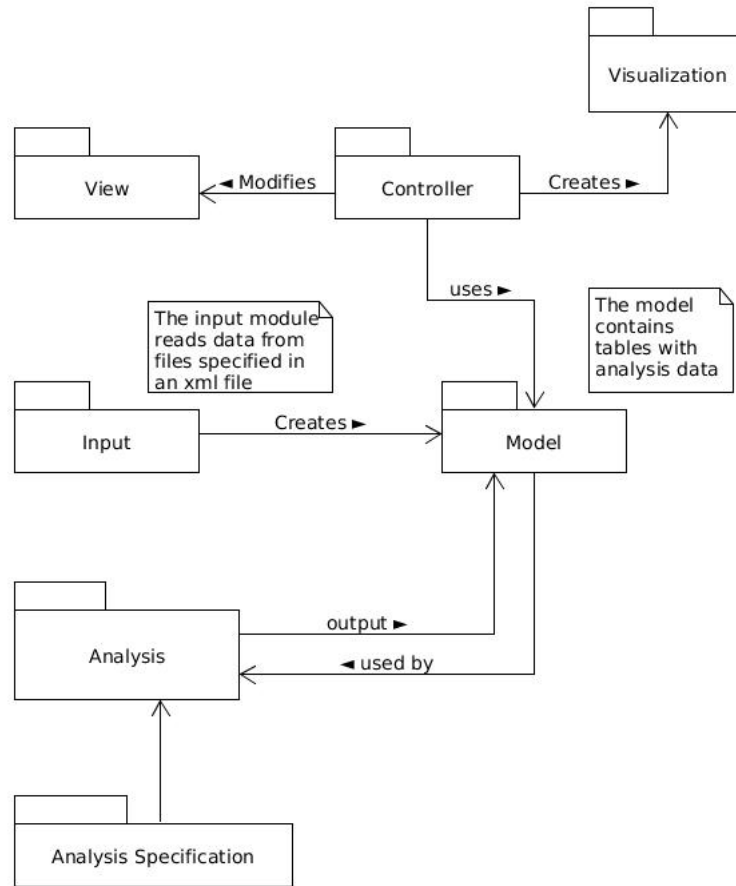 Visualization
View
◄ Modifies
Controller
Creates ►
uses ►
The input module
reads data from
files specified in
an xml file
The model
contains
tables with
analysis data
Input
Creates ►
Model
Analysis
output ►
◄ used by
Analysis Specification